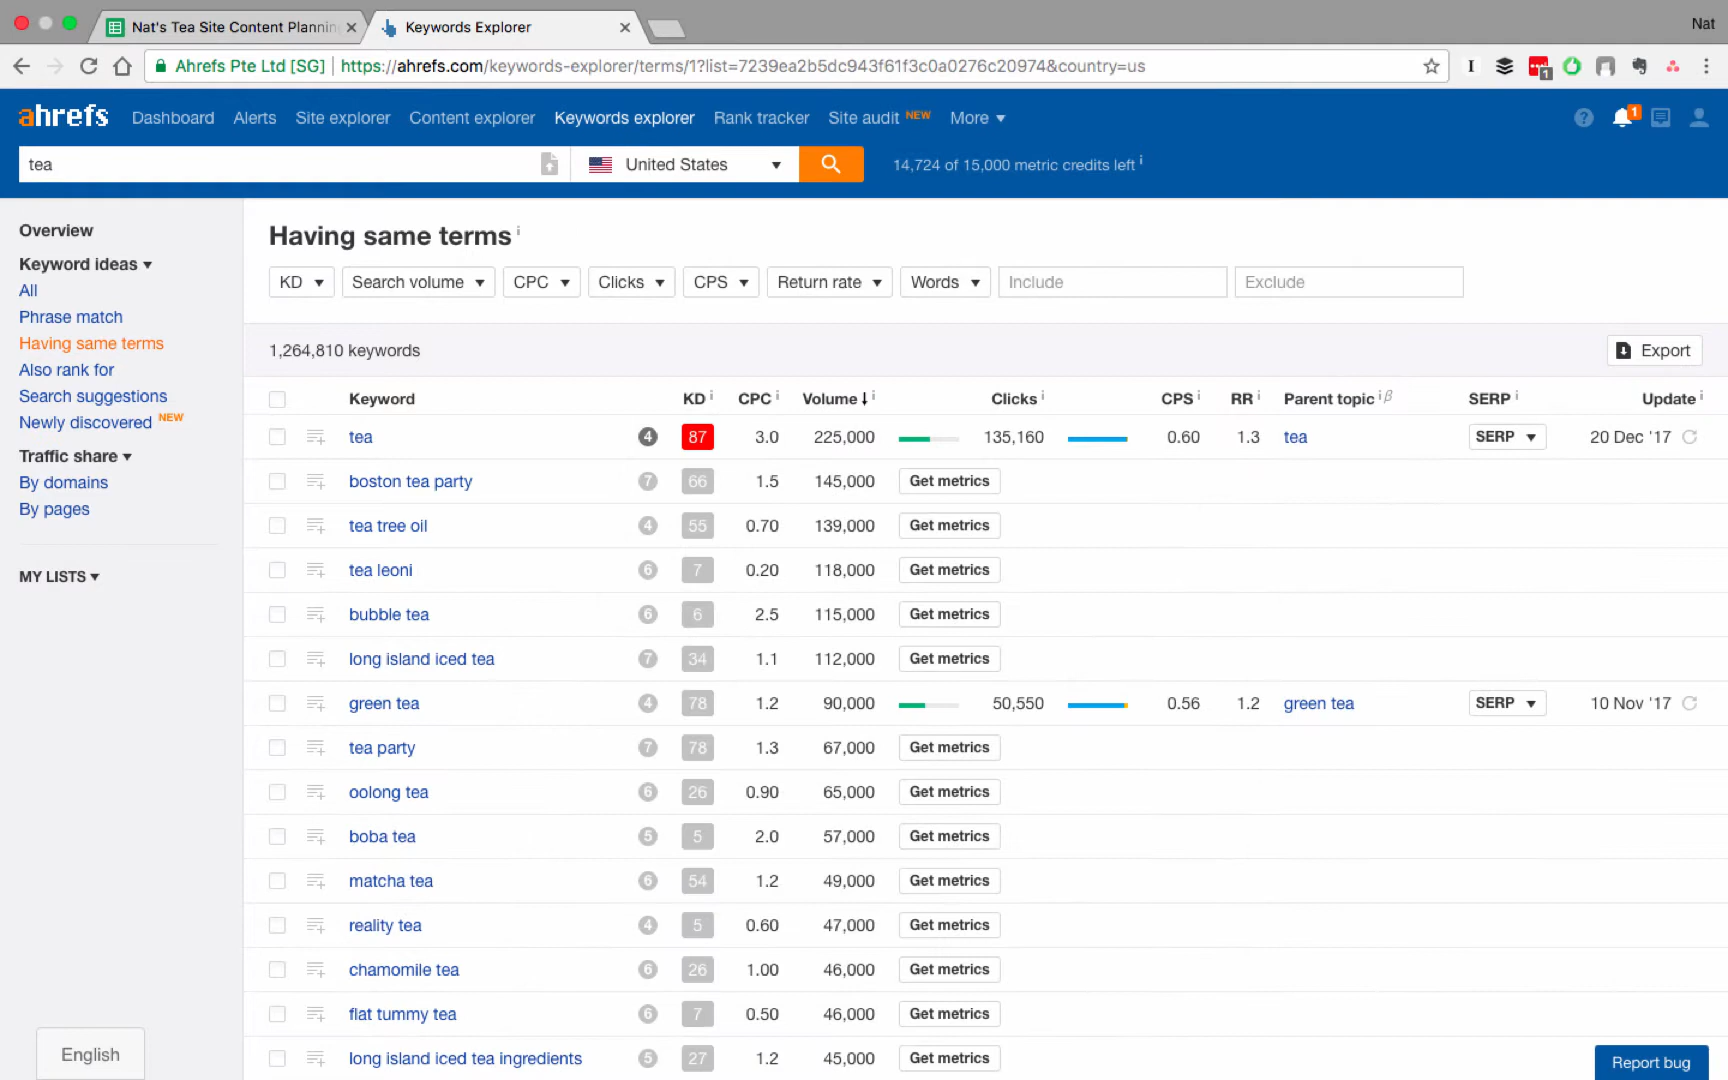 Nat's Tea Site Content Planning
Keywords Explorer
Nat
Ahrefs Pte Ltd [SG] | https://ahrefs.com/keywords-explorer/terms/1?list=7239ea2b5dc943f61f3c0a0276c20974&country=us
1
ahrefs Dashboard Alerts Site explorer Content explorer Keywords explorer Rank tracker Site audit NEW More
? 1
tea United States 14,724 of 15,000 metric credits left i
Overview
Keyword ideas
All
Phrase match
Having same terms
Also rank for
Search suggestions
Newly discovered NEW
Traffic share
By domains
By pages
MY LISTS
English
Having same terms i
KD Search volume CPC Clicks CPS Return rate Words Include Exclude
1,264,810 keywords Export
Keyword KD i CPC i Volume ↓ i Clicks i CPS i RR i Parent topic i β SERP i Update i
tea 4 87 3.0 225,000 135,160 0.60 1.3 tea SERP 20 Dec '17
boston tea party 7 66 1.5 145,000 Get metrics
tea tree oil 4 55 0.70 139,000 Get metrics
tea leoni 6 7 0.20 118,000 Get metrics
bubble tea 6 6 2.5 115,000 Get metrics
long island iced tea 7 34 1.1 112,000 Get metrics
green tea 4 78 1.2 90,000 50,550 0.56 1.2 green tea SERP 10 Nov '17
tea party 7 78 1.3 67,000 Get metrics
oolong tea 6 26 0.90 65,000 Get metrics
boba tea 5 5 2.0 57,000 Get metrics
matcha tea 6 54 1.2 49,000 Get metrics
reality tea 4 5 0.60 47,000 Get metrics
chamomile tea 6 26 1.00 46,000 Get metrics
flat tummy tea 6 7 0.50 46,000 Get metrics
long island iced tea ingredients 5 27 1.2 45,000 Get metrics
Report bug